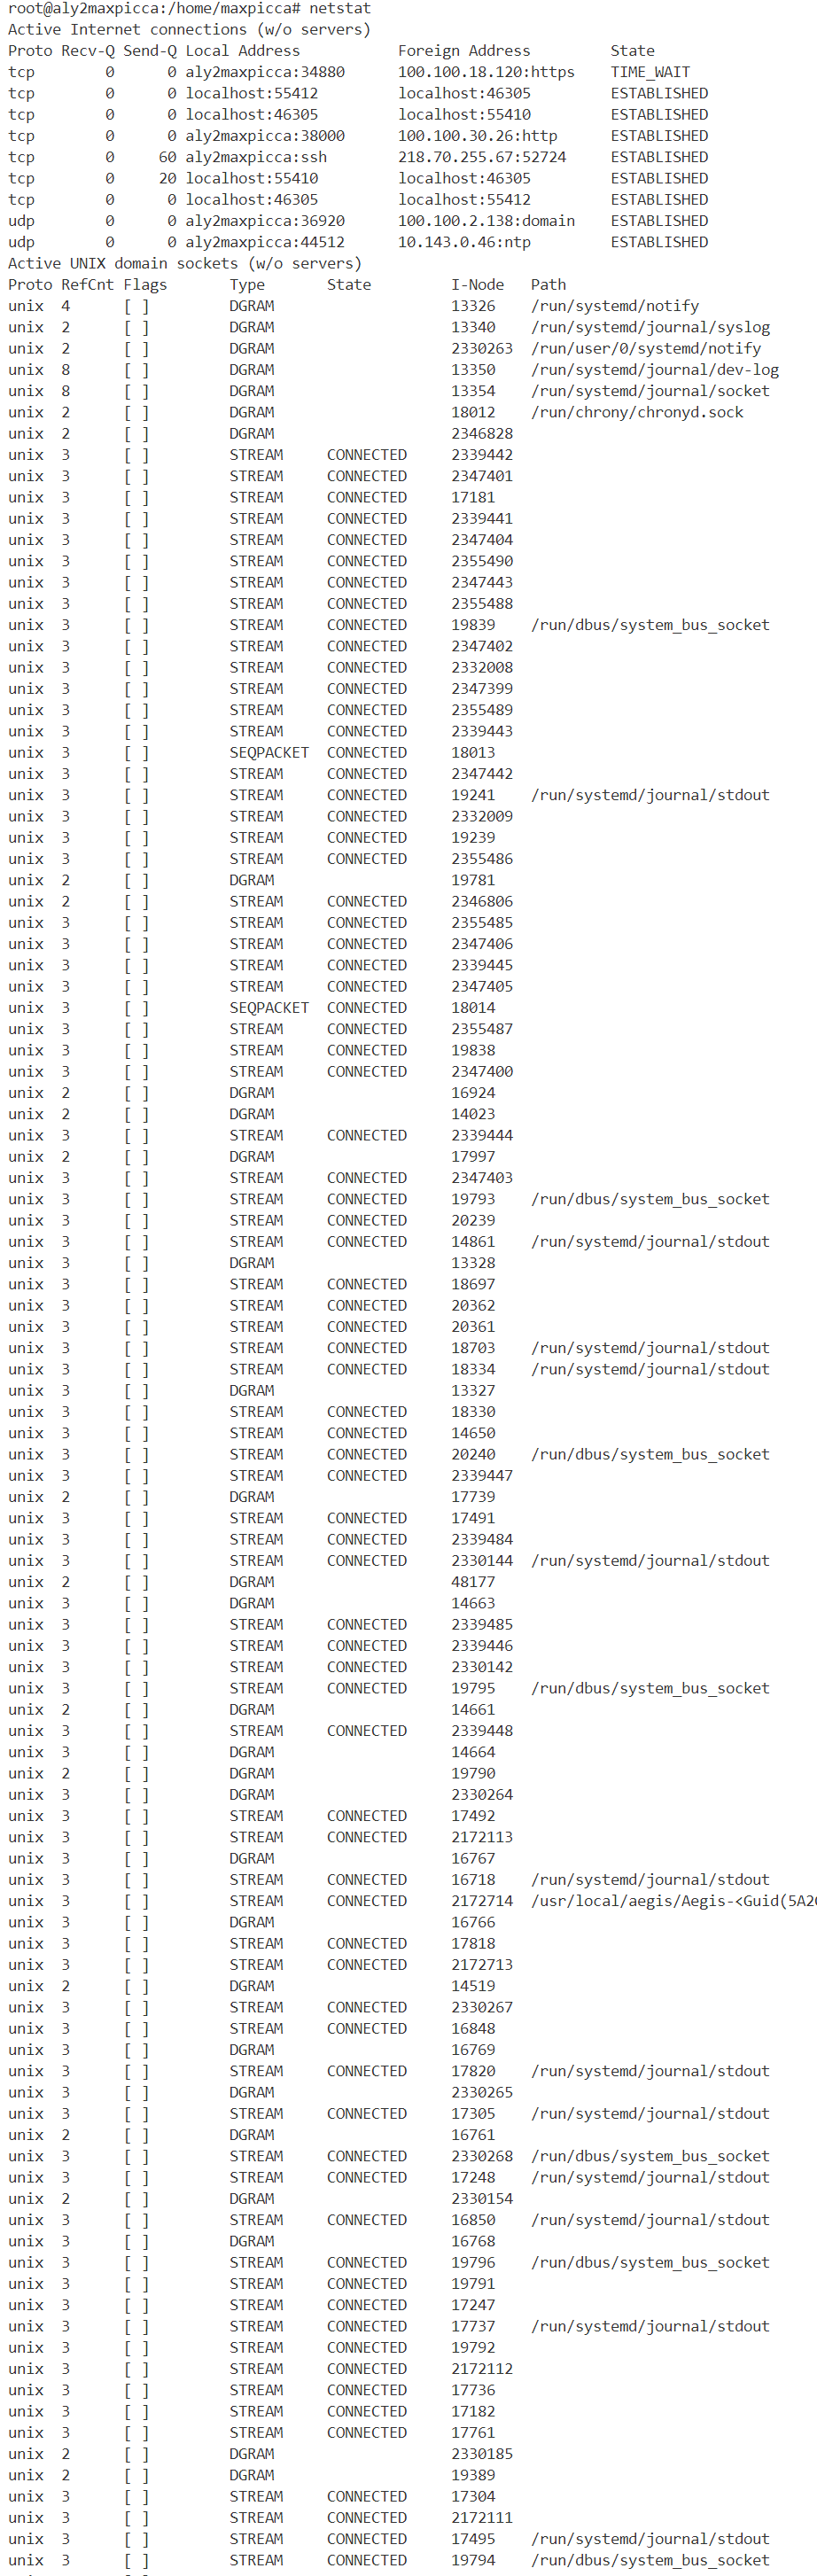 root@aly2maxpicca:/home/maxpicca# netstat
Active Internet connections (w/o servers)
Proto Recv-Q Send-Q Local Address           Foreign Address         State
tcp        0      0 aly2maxpicca:34880      100.100.18.120:https    TIME_WAIT
tcp        0      0 localhost:55412         localhost:46305         ESTABLISHED
tcp        0      0 localhost:46305         localhost:55410         ESTABLISHED
tcp        0      0 aly2maxpicca:38000      100.100.30.26:http      ESTABLISHED
tcp        0     60 aly2maxpicca:ssh        218.70.255.67:52724     ESTABLISHED
tcp        0     20 localhost:55410         localhost:46305         ESTABLISHED
tcp        0      0 localhost:46305         localhost:55412         ESTABLISHED
udp        0      0 aly2maxpicca:36920      100.100.2.138:domain    ESTABLISHED
udp        0      0 aly2maxpicca:44512      10.143.0.46:ntp         ESTABLISHED
Active UNIX domain sockets (w/o servers)
Proto RefCnt Flags       Type       State         I-Node   Path
unix  4      [ ]         DGRAM                    13326    /run/systemd/notify
unix  2      [ ]         DGRAM                    13340    /run/systemd/journal/syslog
unix  2      [ ]         DGRAM                    2330263  /run/user/0/systemd/notify
unix  8      [ ]         DGRAM                    13350    /run/systemd/journal/dev-log
unix  8      [ ]         DGRAM                    13354    /run/systemd/journal/socket
unix  2      [ ]         DGRAM                    18012    /run/chrony/chronyd.sock
unix  2      [ ]         DGRAM                    2346828
unix  3      [ ]         STREAM     CONNECTED     2339442
unix  3      [ ]         STREAM     CONNECTED     2347401
unix  3      [ ]         STREAM     CONNECTED     17181
unix  3      [ ]         STREAM     CONNECTED     2339441
unix  3      [ ]         STREAM     CONNECTED     2347404
unix  3      [ ]         STREAM     CONNECTED     2355490
unix  3      [ ]         STREAM     CONNECTED     2347443
unix  3      [ ]         STREAM     CONNECTED     2355488
unix  3      [ ]         STREAM     CONNECTED     19839    /run/dbus/system_bus_socket
unix  3      [ ]         STREAM     CONNECTED     2347402
unix  3      [ ]         STREAM     CONNECTED     2332008
unix  3      [ ]         STREAM     CONNECTED     2347399
unix  3      [ ]         STREAM     CONNECTED     2355489
unix  3      [ ]         STREAM     CONNECTED     2339443
unix  3      [ ]         SEQPACKET  CONNECTED     18013
unix  3      [ ]         STREAM     CONNECTED     2347442
unix  3      [ ]         STREAM     CONNECTED     19241    /run/systemd/journal/stdout
unix  3      [ ]         STREAM     CONNECTED     2332009
unix  3      [ ]         STREAM     CONNECTED     19239
unix  3      [ ]         STREAM     CONNECTED     2355486
unix  2      [ ]         DGRAM                    19781
unix  2      [ ]         STREAM     CONNECTED     2346806
unix  3      [ ]         STREAM     CONNECTED     2355485
unix  3      [ ]         STREAM     CONNECTED     2347406
unix  3      [ ]         STREAM     CONNECTED     2339445
unix  3      [ ]         STREAM     CONNECTED     2347405
unix  3      [ ]         SEQPACKET  CONNECTED     18014
unix  3      [ ]         STREAM     CONNECTED     2355487
unix  3      [ ]         STREAM     CONNECTED     19838
unix  3      [ ]         STREAM     CONNECTED     2347400
unix  2      [ ]         DGRAM                    16924
unix  2      [ ]         DGRAM                    14023
unix  3      [ ]         STREAM     CONNECTED     2339444
unix  2      [ ]         DGRAM                    17997
unix  3      [ ]         STREAM     CONNECTED     2347403
unix  3      [ ]         STREAM     CONNECTED     19793    /run/dbus/system_bus_socket
unix  3      [ ]         STREAM     CONNECTED     20239
unix  3      [ ]         STREAM     CONNECTED     14861    /run/systemd/journal/stdout
unix  3      [ ]         DGRAM                    13328
unix  3      [ ]         STREAM     CONNECTED     18697
unix  3      [ ]         STREAM     CONNECTED     20362
unix  3      [ ]         STREAM     CONNECTED     20361
unix  3      [ ]         STREAM     CONNECTED     18703    /run/systemd/journal/stdout
unix  3      [ ]         STREAM     CONNECTED     18334    /run/systemd/journal/stdout
unix  3      [ ]         DGRAM                    13327
unix  3      [ ]         STREAM     CONNECTED     18330
unix  3      [ ]         STREAM     CONNECTED     14650
unix  3      [ ]         STREAM     CONNECTED     20240    /run/dbus/system_bus_socket
unix  3      [ ]         STREAM     CONNECTED     2339447
unix  2      [ ]         DGRAM                    17739
unix  3      [ ]         STREAM     CONNECTED     17491
unix  3      [ ]         STREAM     CONNECTED     2339484
unix  3      [ ]         STREAM     CONNECTED     2330144  /run/systemd/journal/stdout
unix  2      [ ]         DGRAM                    48177
unix  3      [ ]         DGRAM                    14663
unix  3      [ ]         STREAM     CONNECTED     2339485
unix  3      [ ]         STREAM     CONNECTED     2339446
unix  3      [ ]         STREAM     CONNECTED     2330142
unix  3      [ ]         STREAM     CONNECTED     19795    /run/dbus/system_bus_socket
unix  2      [ ]         DGRAM                    14661
unix  3      [ ]         STREAM     CONNECTED     2339448
unix  3      [ ]         DGRAM                    14664
unix  2      [ ]         DGRAM                    19790
unix  3      [ ]         DGRAM                    2330264
unix  3      [ ]         STREAM     CONNECTED     17492
unix  3      [ ]         STREAM     CONNECTED     2172113
unix  3      [ ]         DGRAM                    16767
unix  3      [ ]         STREAM     CONNECTED     16718    /run/systemd/journal/stdout
unix  3      [ ]         STREAM     CONNECTED     2172714  /usr/local/aegis/Aegis-<Guid(5A2
unix  3      [ ]         DGRAM                    16766
unix  3      [ ]         STREAM     CONNECTED     17818
unix  3      [ ]         STREAM     CONNECTED     2172713
unix  2      [ ]         DGRAM                    14519
unix  3      [ ]         STREAM     CONNECTED     2330267
unix  3      [ ]         STREAM     CONNECTED     16848
unix  3      [ ]         DGRAM                    16769
unix  3      [ ]         STREAM     CONNECTED     17820    /run/systemd/journal/stdout
unix  3      [ ]         DGRAM                    2330265
unix  3      [ ]         STREAM     CONNECTED     17305    /run/systemd/journal/stdout
unix  2      [ ]         DGRAM                    16761
unix  3      [ ]         STREAM     CONNECTED     2330268  /run/dbus/system_bus_socket
unix  3      [ ]         STREAM     CONNECTED     17248    /run/systemd/journal/stdout
unix  2      [ ]         DGRAM                    2330154
unix  3      [ ]         STREAM     CONNECTED     16850    /run/systemd/journal/stdout
unix  3      [ ]         DGRAM                    16768
unix  3      [ ]         STREAM     CONNECTED     19796    /run/dbus/system_bus_socket
unix  3      [ ]         STREAM     CONNECTED     19791
unix  3      [ ]         STREAM     CONNECTED     17247
unix  3      [ ]         STREAM     CONNECTED     17737    /run/systemd/journal/stdout
unix  3      [ ]         STREAM     CONNECTED     19792
unix  3      [ ]         STREAM     CONNECTED     2172112
unix  3      [ ]         STREAM     CONNECTED     17736
unix  3      [ ]         STREAM     CONNECTED     17182
unix  3      [ ]         STREAM     CONNECTED     17761
unix  2      [ ]         DGRAM                    2330185
unix  2      [ ]         DGRAM                    19389
unix  3      [ ]         STREAM     CONNECTED     17304
unix  3      [ ]         STREAM     CONNECTED     2172111
unix  3      [ ]         STREAM     CONNECTED     17495    /run/systemd/journal/stdout
unix  3      [ ]         STREAM     CONNECTED     19794    /run/dbus/system_bus_socket